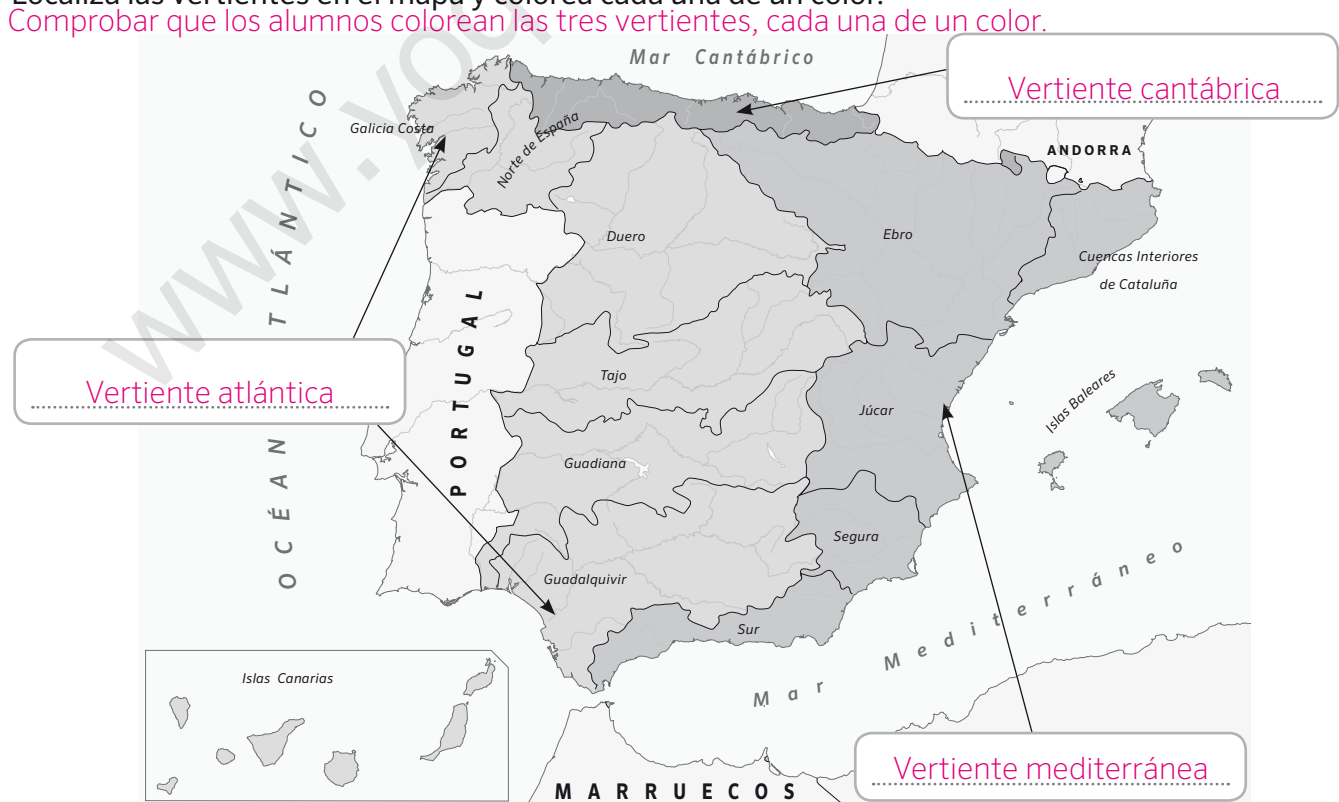 Localiza las vertientes en el mapa y colorea cada una de un color.
Comprobar que los alumnos colorean las tres vertientes, cada una de un color.
Mar Cantábrico
Vertiente cantábrica
Galicia Costa
Norte de España
ANDORRA
Duero
Ebro
Cuencas Interiores
de Cataluña
OCÉANO ATLÁNTICO
PORTUGAL
Vertiente atlántica
Tajo
Júcar
Islas Baleares
Guadiana
Segura
Guadalquivir
Sur
Mar Mediterráneo
Islas Canarias
Vertiente mediterránea
MARRUECOS